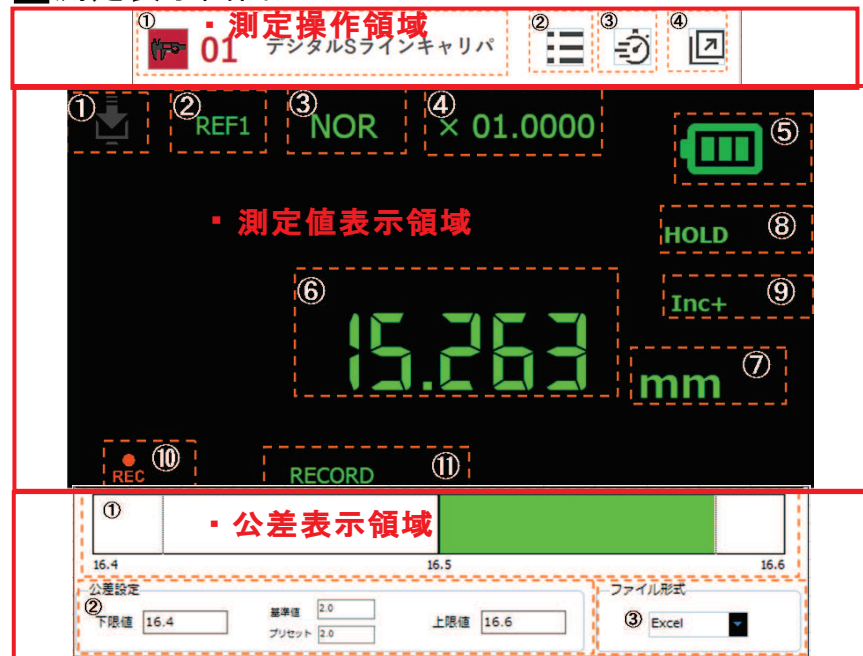 ・測定操作領域
① 01 デジタルSラインキャリパ ② ③ ④
① ② REF1 ③ NOR ④ × 01.0000
⑤
・測定値表示領域
HOLD ⑧
⑥ 15.263
Inc+ ⑨
mm ⑦
REC ⑩ RECORD ⑪
①
・公差表示領域
16.4 16.5 16.6
公差設定
② 下限値 16.4
基準値 2.0
プリセット 2.0
上限値 16.6
ファイル形式
③ Excel